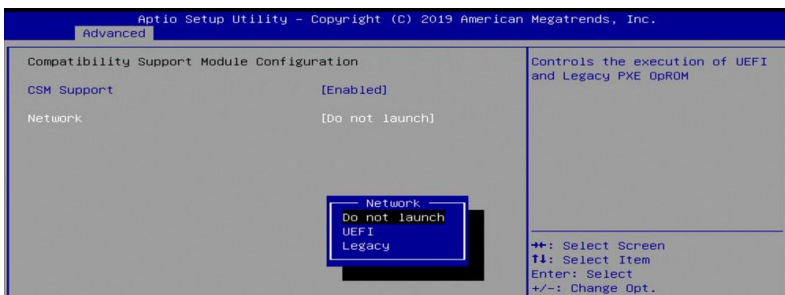 Aptio Setup Utility – Copyright (C) 2019 American Megatrends, Inc.
Advanced
Compatibility Support Module Configuration
CSM Support [Enabled]
Network [Do not launch]
Controls the execution of UEFI
and Legacy PXE OpROM
Network
Do not launch
UEFI
Legacy
→←: Select Screen
↑↓: Select Item
Enter: Select
+/-: Change Opt.